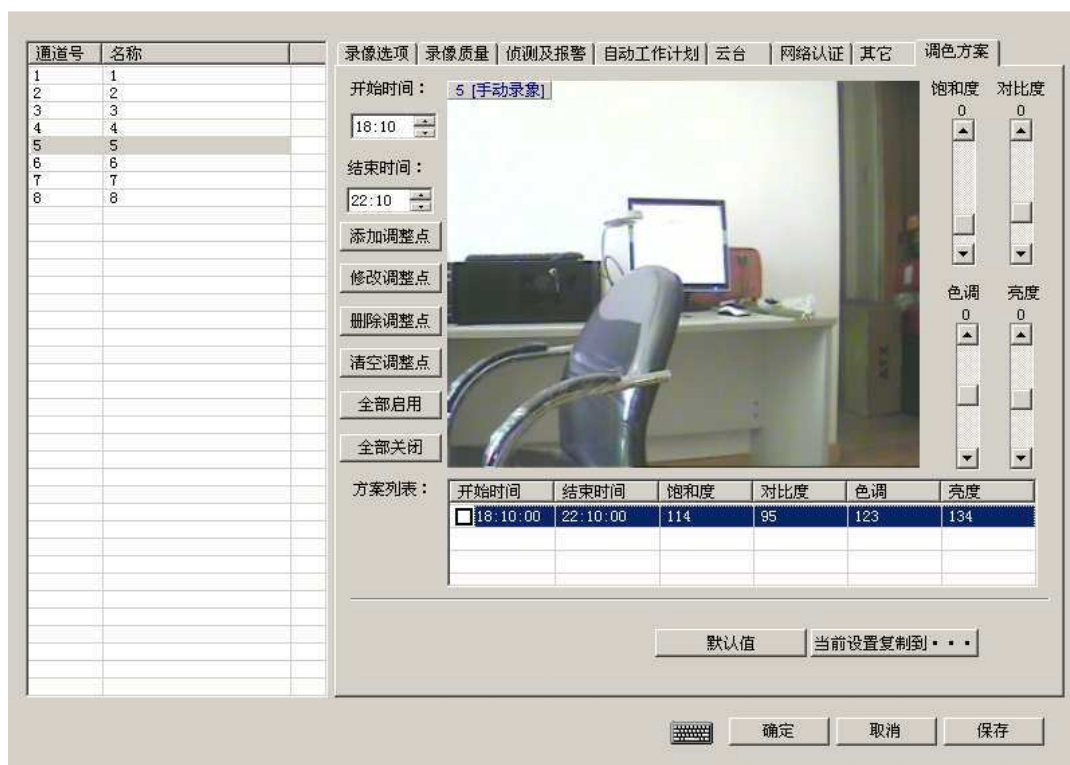 通道号 名称
1 1
2 2
3 3
4 4
5 5
6 6
7 7
8 8
录像选项 录像质量 侦测及报警 自动工作计划 云台 网络认证 其它 调色方案
开始时间：
18:10
结束时间：
22:10
添加调整点
修改调整点
删除调整点
清空调整点
全部启用
全部关闭
5 [手动录象]
饱和度 对比度
0 0
色调 亮度
0 0
方案列表：
开始时间 结束时间 饱和度 对比度 色调 亮度
18:10:00 22:10:00 114 95 123 134
默认值 当前设置复制到···
确定 取消 保存